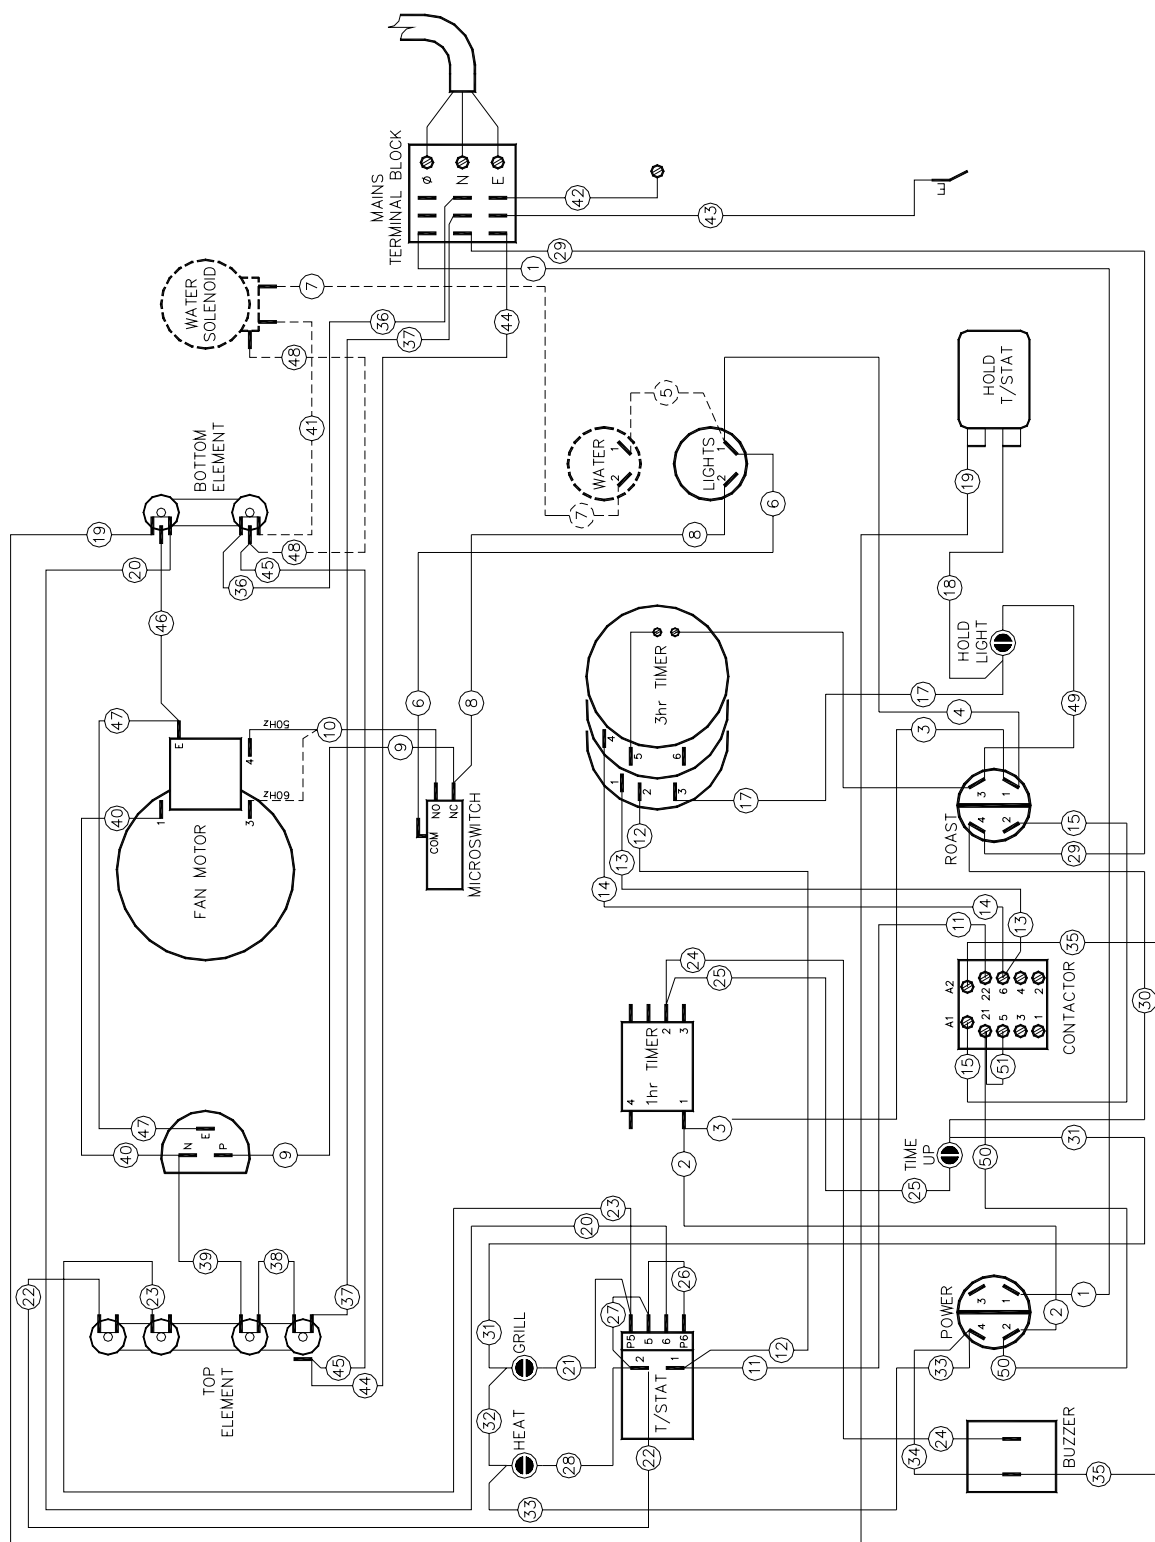 MAINS
TERMINAL BLOCK
Ø
N
E
42
43
E
29
1
WATER
SOLENOID
7
36
37
44
48
41
BOTTOM
ELEMENT
19
20
48
45
36
46
WATER
1
2
5
7
LIGHTS
1
2
6
8
HOLD
T/STAT
19
18
HOLD
LIGHT
17
49
4
3
3hr TIMER
4
5
6
1
2
3
17
12
13
14
6
8
47
E
4
50Hz
10
9
60Hz
3
1
40
FAN MOTOR
COM
NO
NC
MICROSWITCH
ROAST
3
1
4
2
15
29
11
14
13
35
CONTACTOR
A2
A1
22
21
6
5
4
3
2
1
15
51
30
24
25
1hr TIMER
2
3
4
1
3
2
TIME
UP
25
50
31
40
47
N
E
P
9
23
20
26
27
22
23
39
38
37
45
44
TOP
ELEMENT
31
GRILL
21
32
HEAT
28
33
P5
5
6
P6
2
1
T/STAT
22
12
11
POWER
3
1
4
2
1
2
50
33
34
24
BUZZER
35